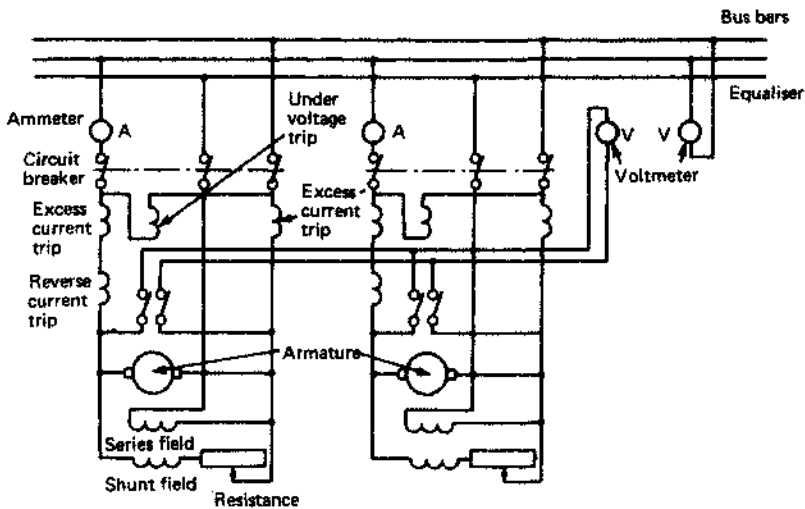 Bus bars
Equaliser
Ammeter
A
Under
voltage
trip
A
V
V
Voltmeter
Circuit
breaker
Excess
current
trip
Excess
current
trip
Reverse
current
trip
Armature
Series field
Shunt field
Resistance